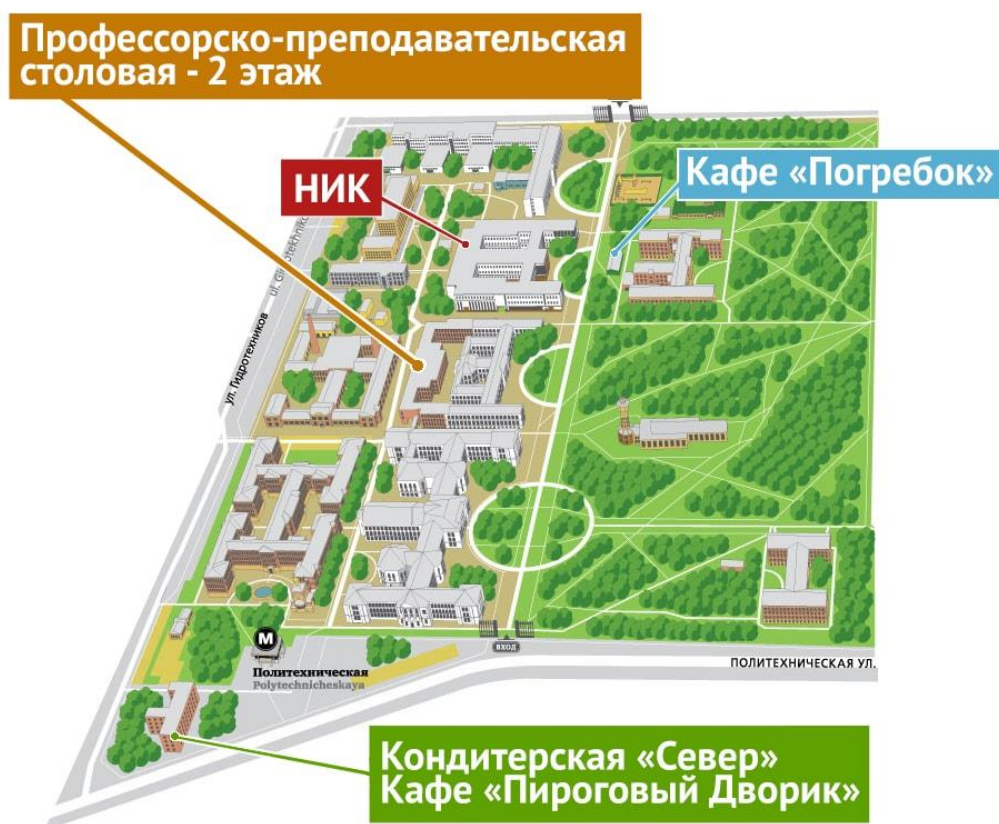 Профессорско-преподавательская
столовая - 2 этаж
НИК
Кафе «Погребок»
ул. Гидротехников
М
Политехническая
Polytechnicheskaya
ВХОД
ПОЛИТЕХНИЧЕСКАЯ УЛ.
Кондитерская «Север»
Кафе «Пироговый Дворик»